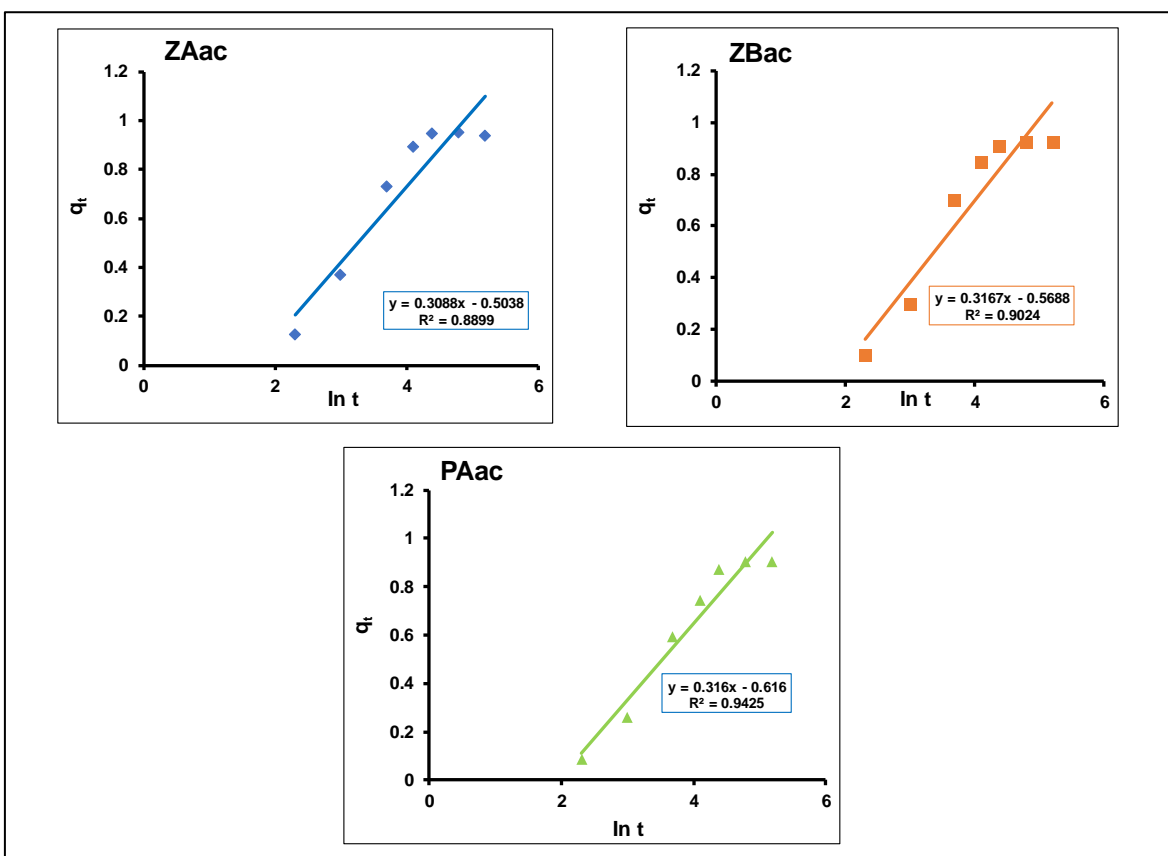 ZAac
1.2
1
0.8
0.6
0.4
0.2
0
qt
y = 0.3088x - 0.5038
R² = 0.8899
0 2 4 6
ln t
ZBac
1.2
1
0.8
0.6
0.4
0.2
0
qt
y = 0.3167x - 0.5688
R² = 0.9024
0 2 4 6
ln t
PAac
1.2
1
0.8
0.6
0.4
0.2
0
qt
y = 0.316x - 0.616
R² = 0.9425
0 2 4 6
ln t